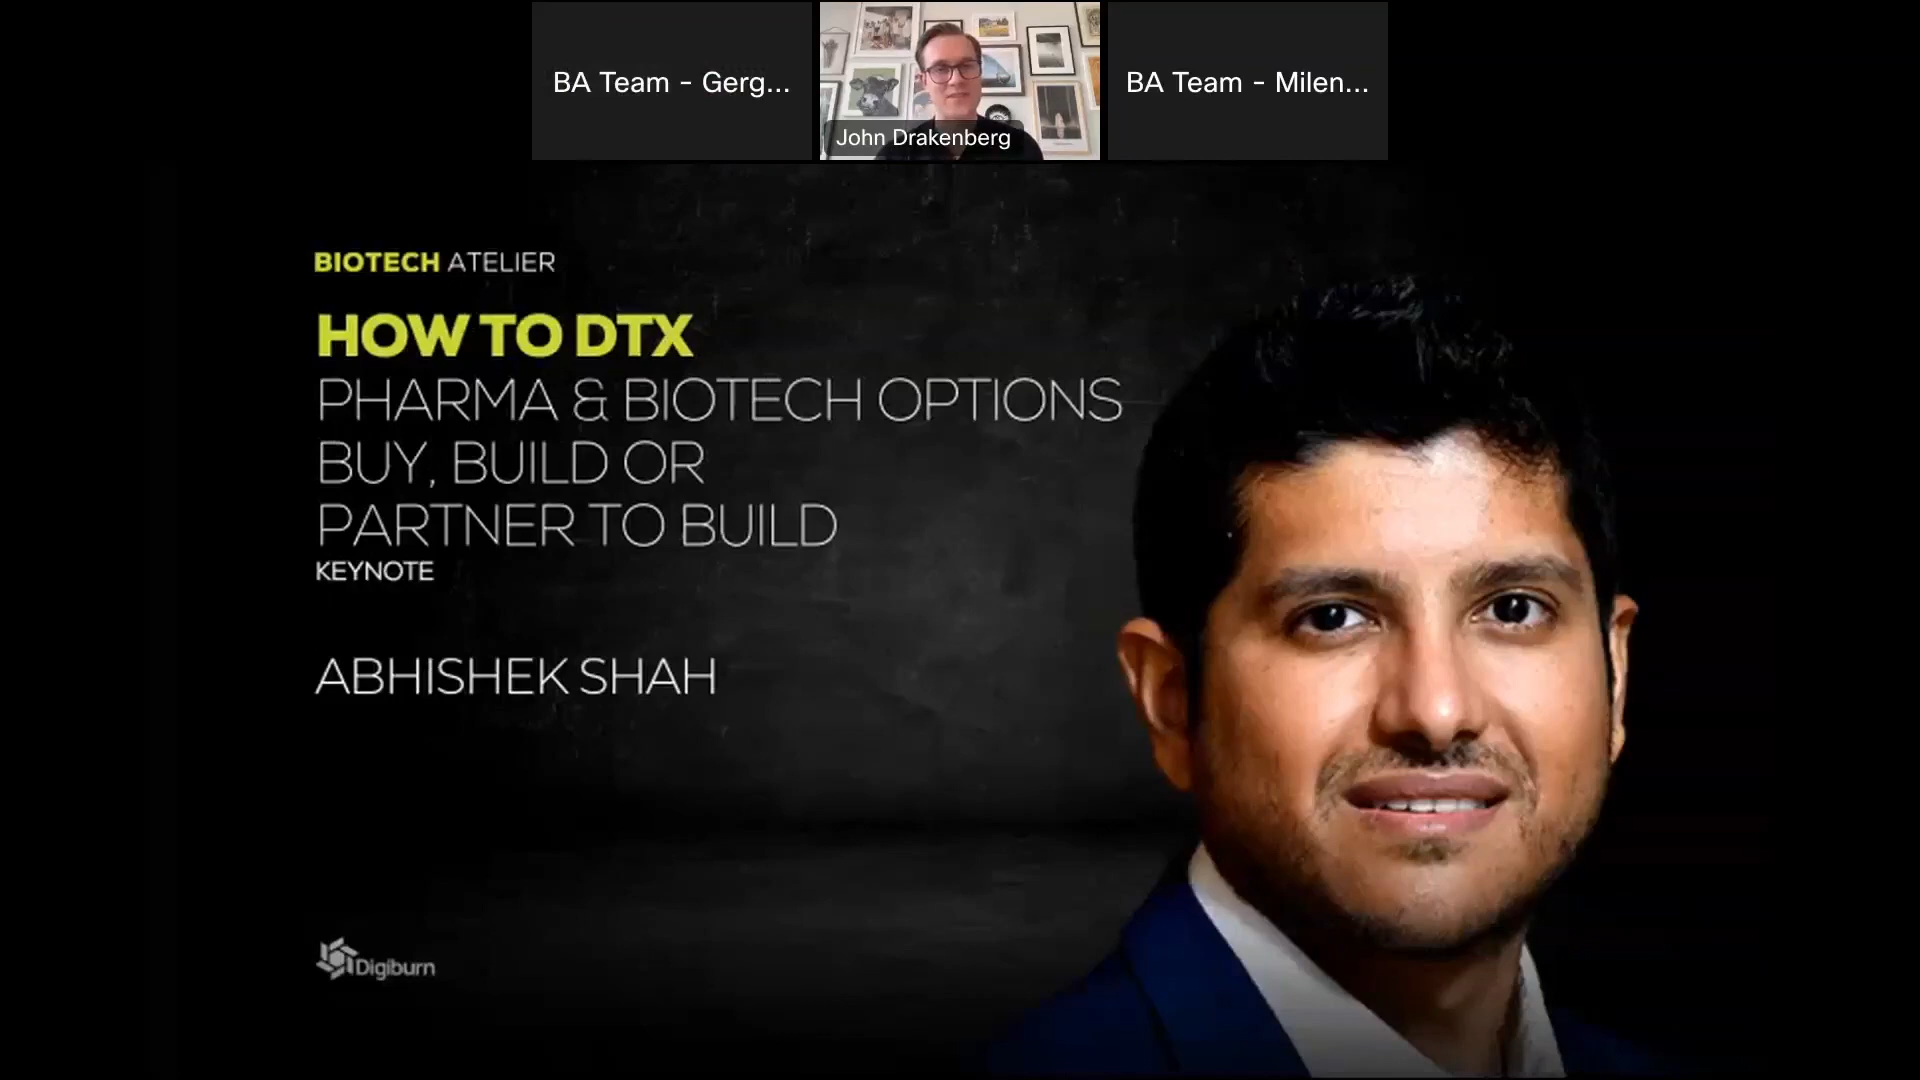 BA Team - Gerg...
John Drakenberg
BA Team - Milen...
BIOTECH ATELIER
HOW TO DTX
PHARMA & BIOTECH OPTIONS
BUY, BUILD OR
PARTNER TO BUILD
KEYNOTE
ABHISHEK SHAH
Digiburn